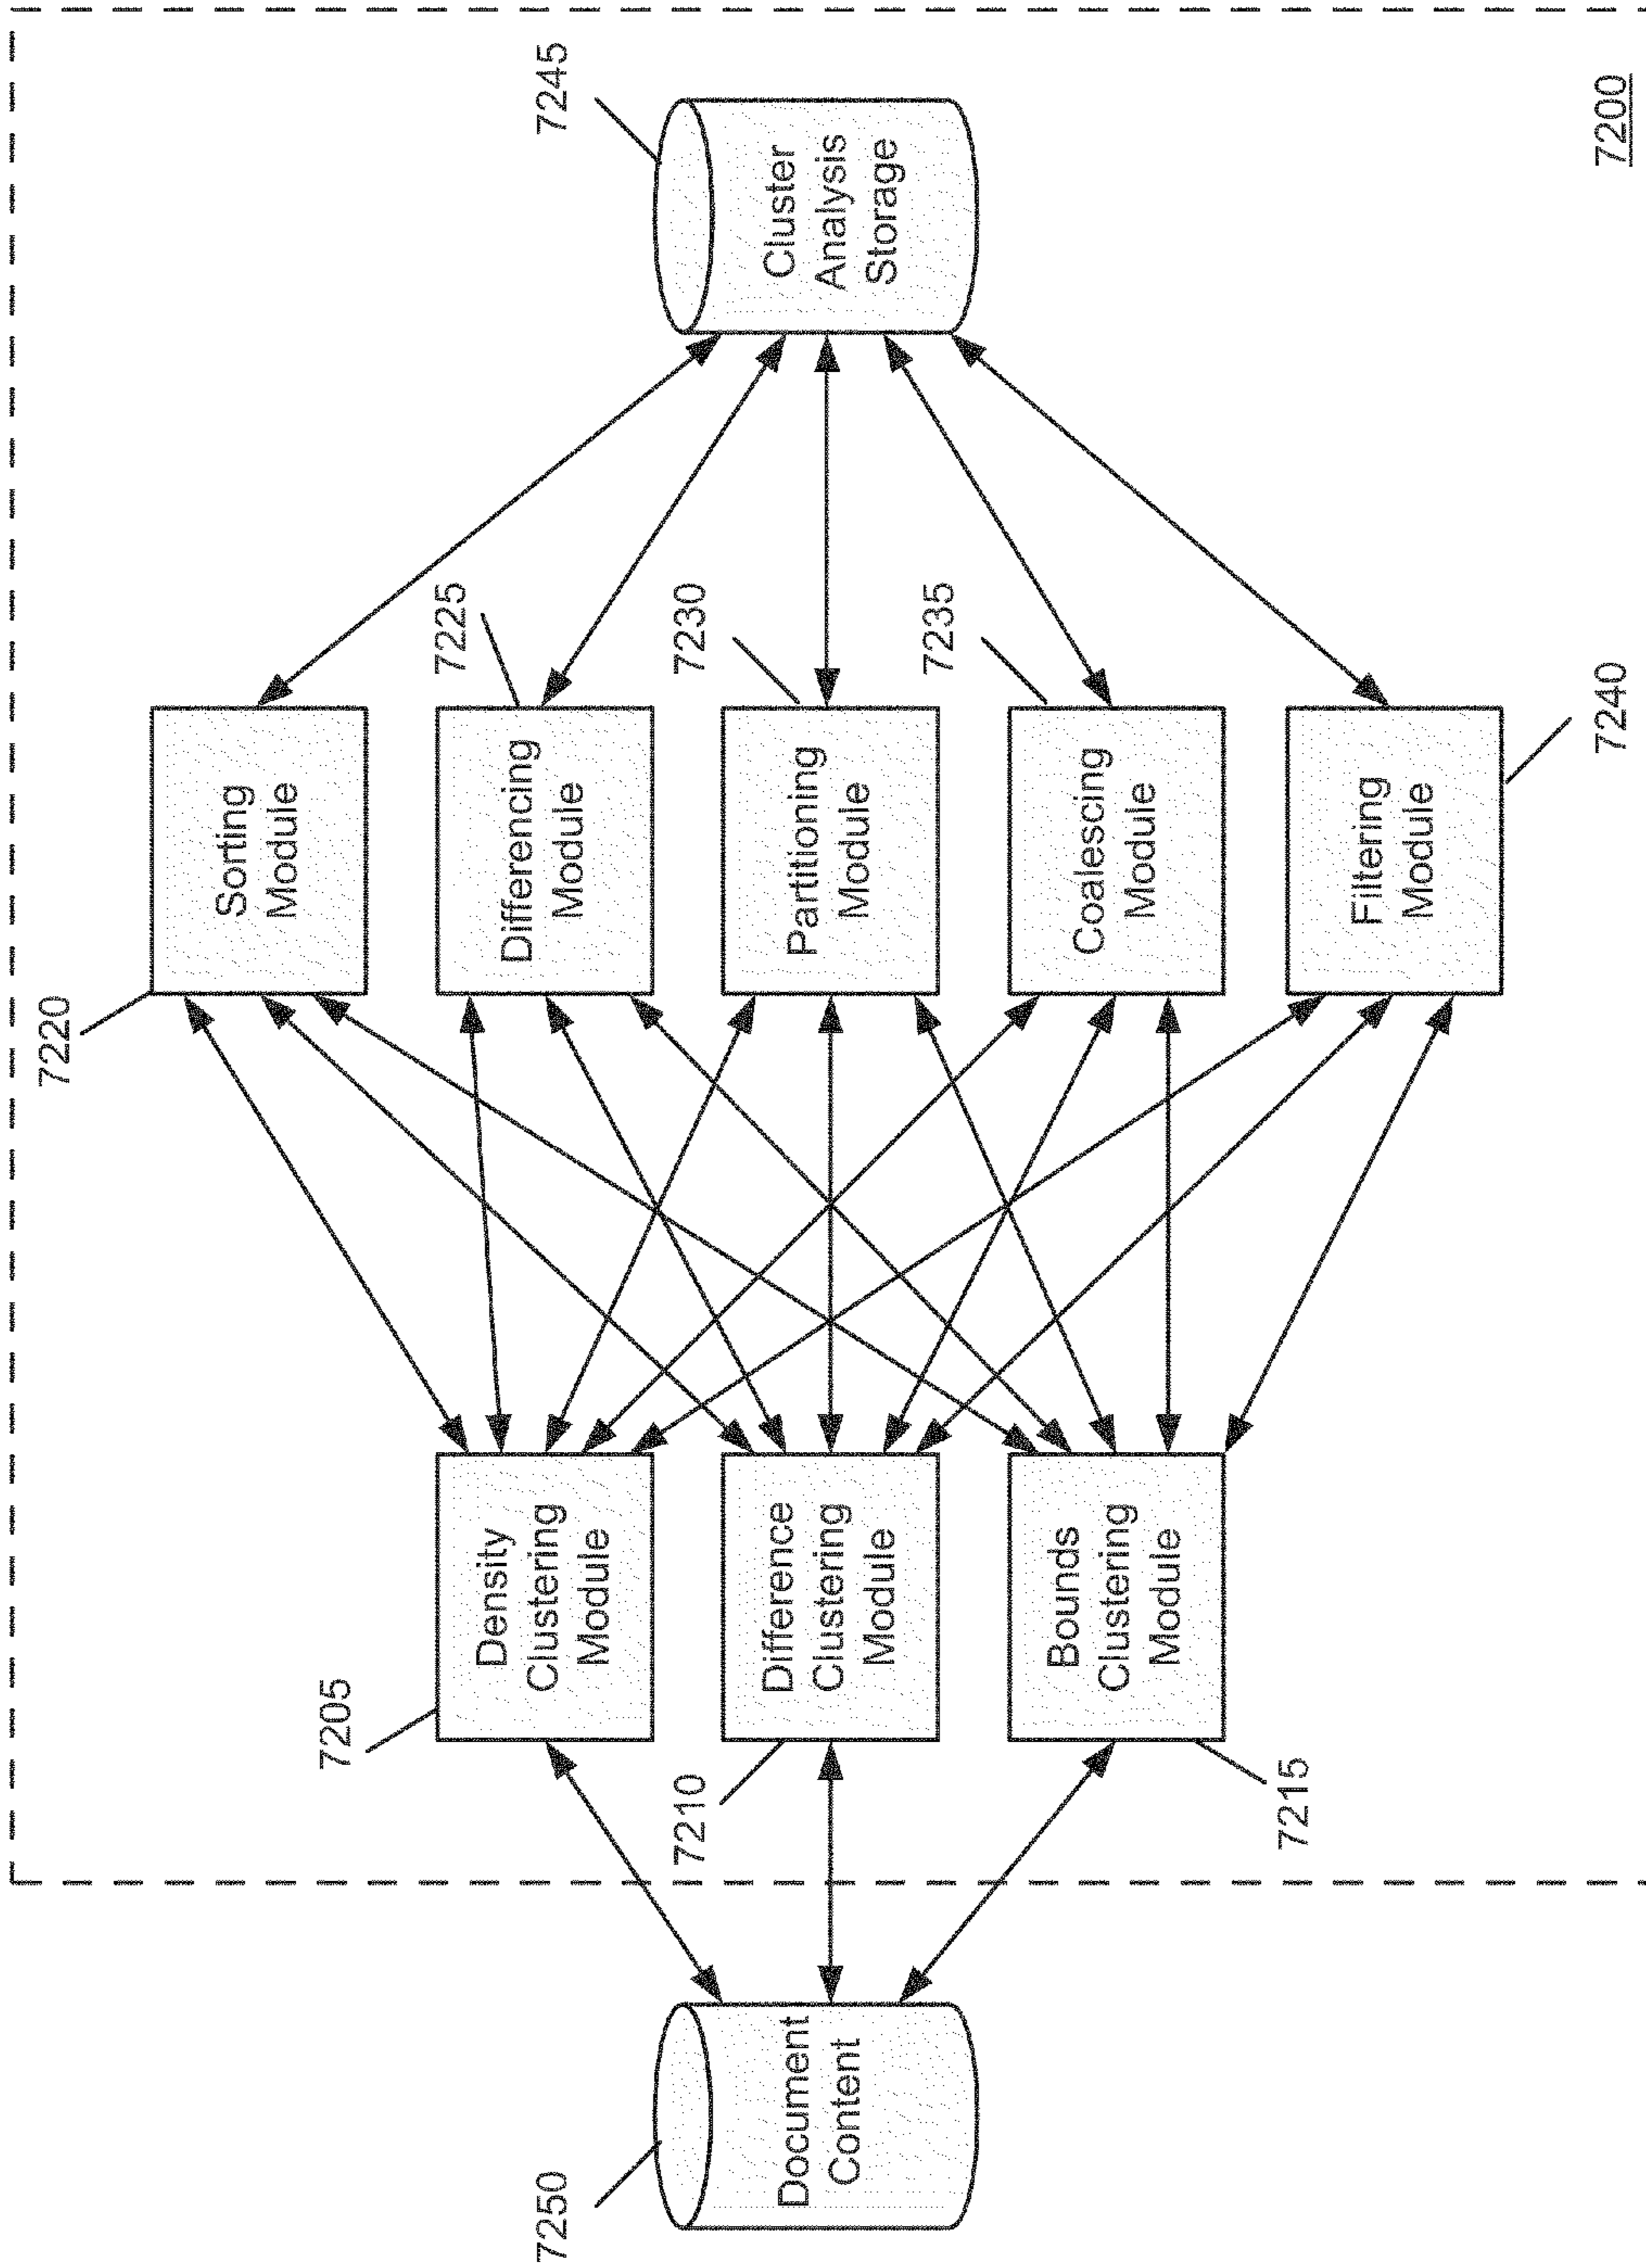 7250
Document
Content
7205
Density
Clustering
Module
7210
Difference
Clustering
Module
7215
Bounds
Clustering
Module
7220
Sorting
Module
7225
Differencing
Module
7230
Partitioning
Module
7235
Coalescing
Module
7240
Filtering
Module
7245
Cluster
Analysis
Storage
7200